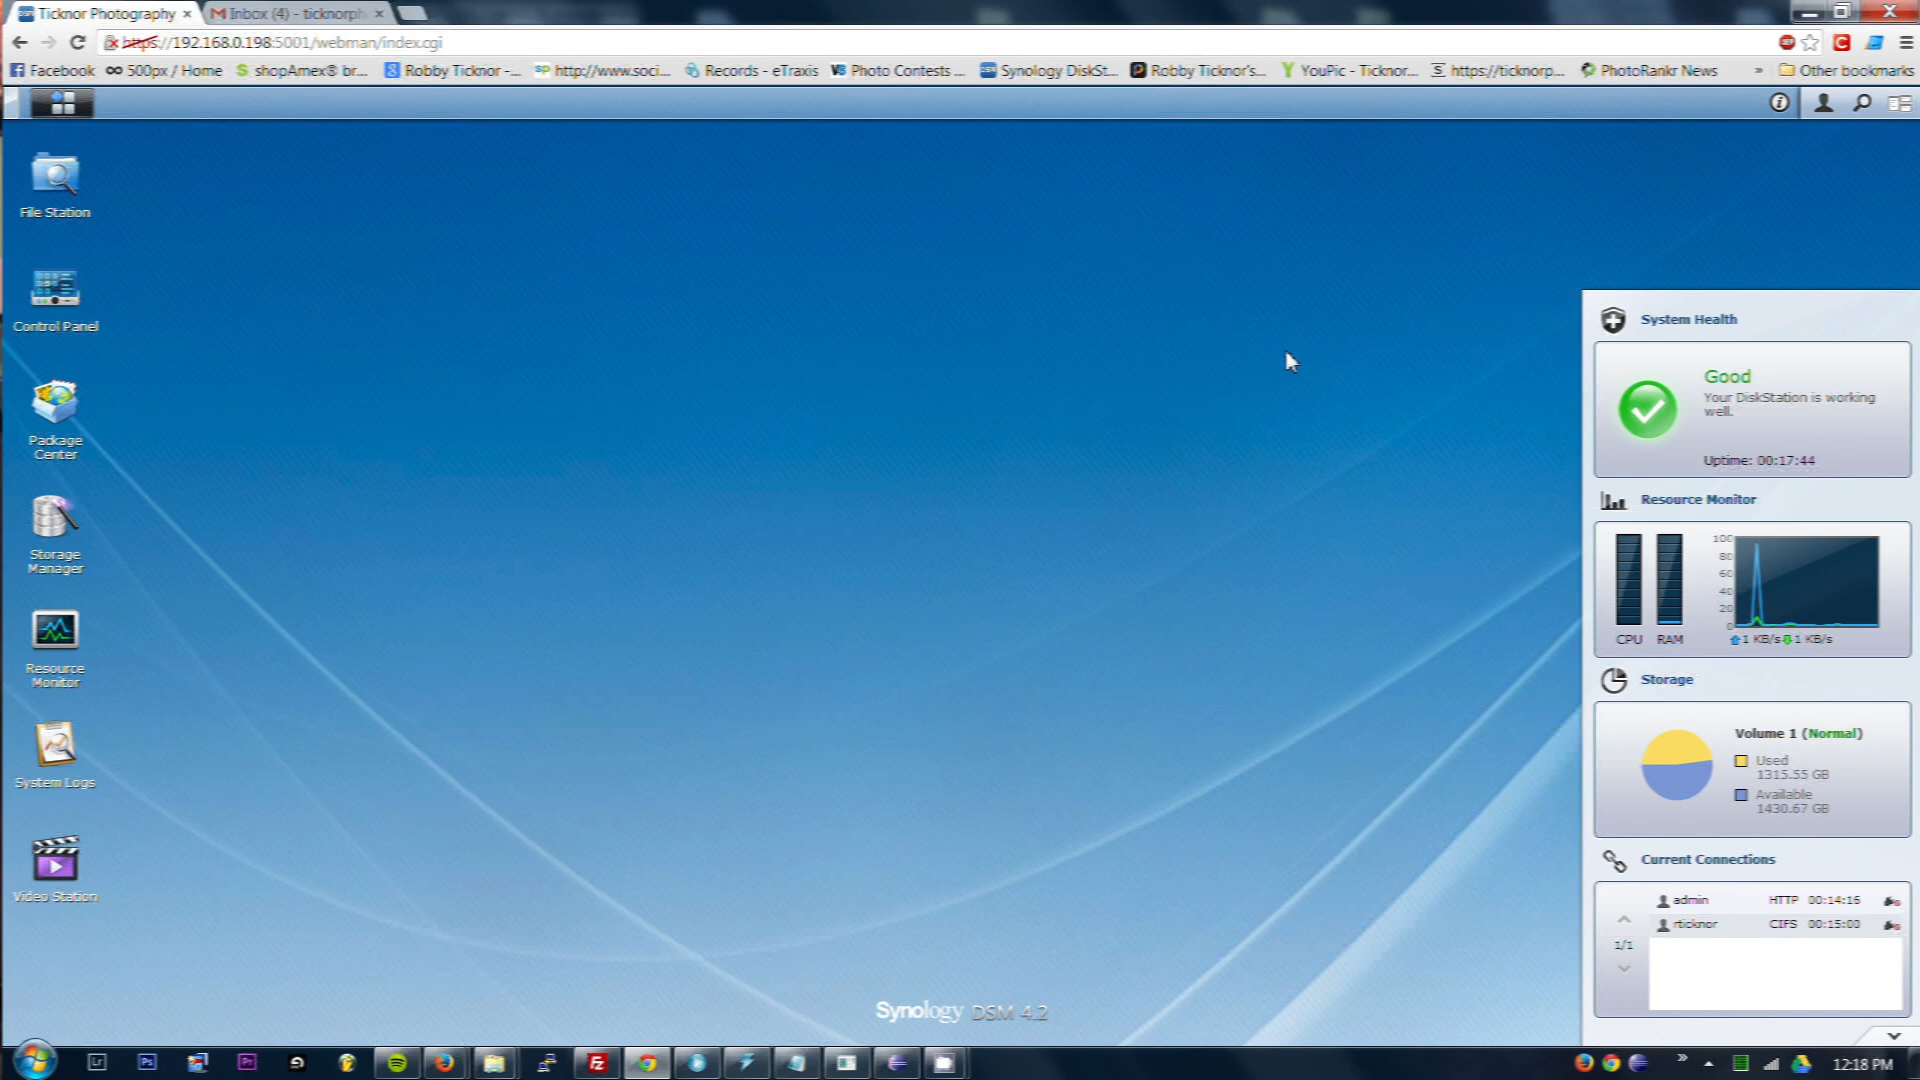 Ticknor Photography
Inbox (4) - ticknorph
https://192.168.0.198:5001/webman/index.cgi
Facebook
500px / Home
shopAmex® br...
Robby Ticknor -...
http://www.soci...
Records - eTraxis
Photo Contests ...
Synology DiskSt...
Robby Ticknor's...
YouPic - Ticknor...
https://ticknorp...
PhotoRankr News
»
Other bookmarks
File Station
Control Panel
Package
Center
Storage
Manager
Resource
Monitor
System Logs
Video Station
System Health
Good
Your DiskStation is working
well.
Uptime: 00:17:44
Resource Monitor
100
80
60
40
20
0
CPU RAM
1 KB/s 1 KB/s
Storage
Volume 1 (Normal)
Used
1315.55 GB
Available
1430.67 GB
Current Connections
admin HTTP 00:14:16
rticknor CIFS 00:15:00
1/1
Synology DSM 4.2
Lr
Ps
Pr
Fz
»
12:18 PM